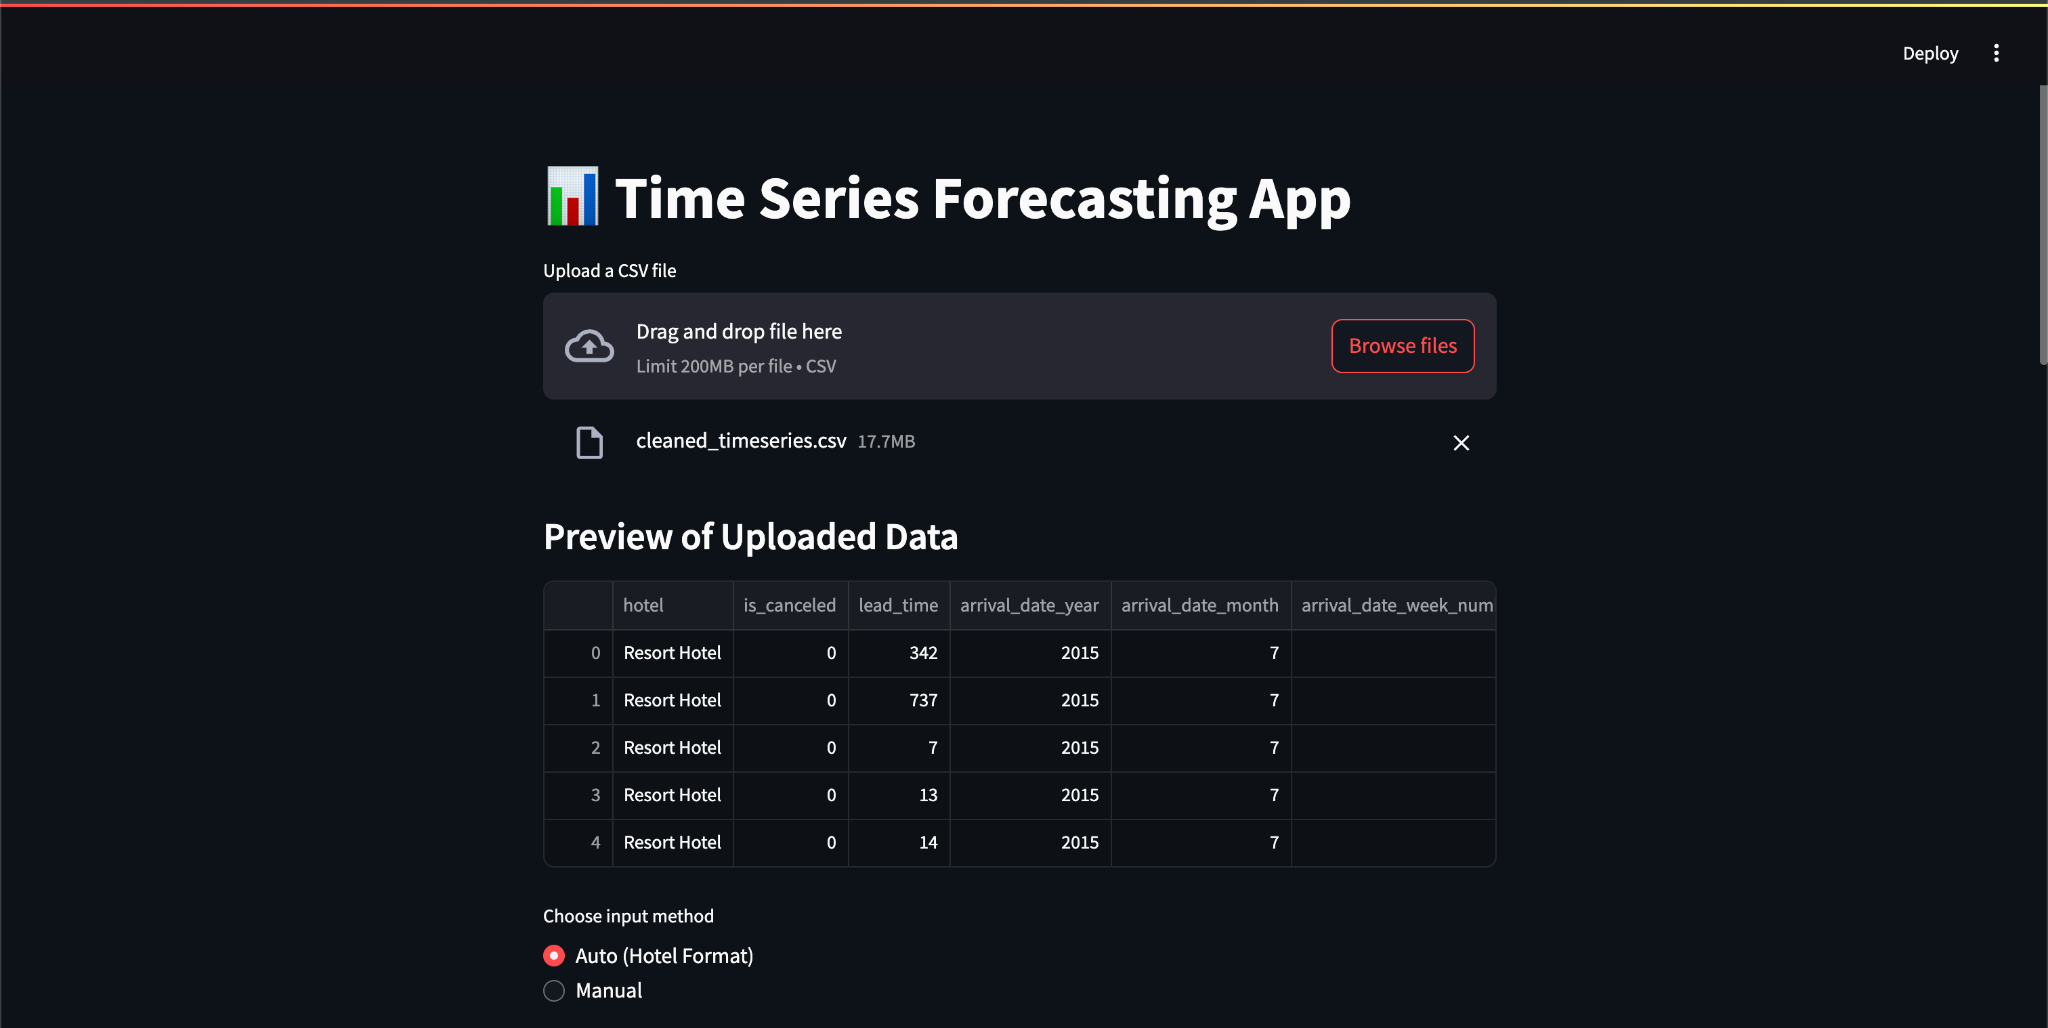 Deploy
Time Series Forecasting App
Upload a CSV file
Drag and drop file here
Limit 200MB per file • CSV
Browse files
cleaned_timeseries.csv 17.7MB
Preview of Uploaded Data
hotel is_canceled lead_time arrival_date_year arrival_date_month arrival_date_week_num
0 Resort Hotel 0 342 2015 7
1 Resort Hotel 0 737 2015 7
2 Resort Hotel 0 7 2015 7
3 Resort Hotel 0 13 2015 7
4 Resort Hotel 0 14 2015 7
Choose input method
Auto (Hotel Format)
Manual